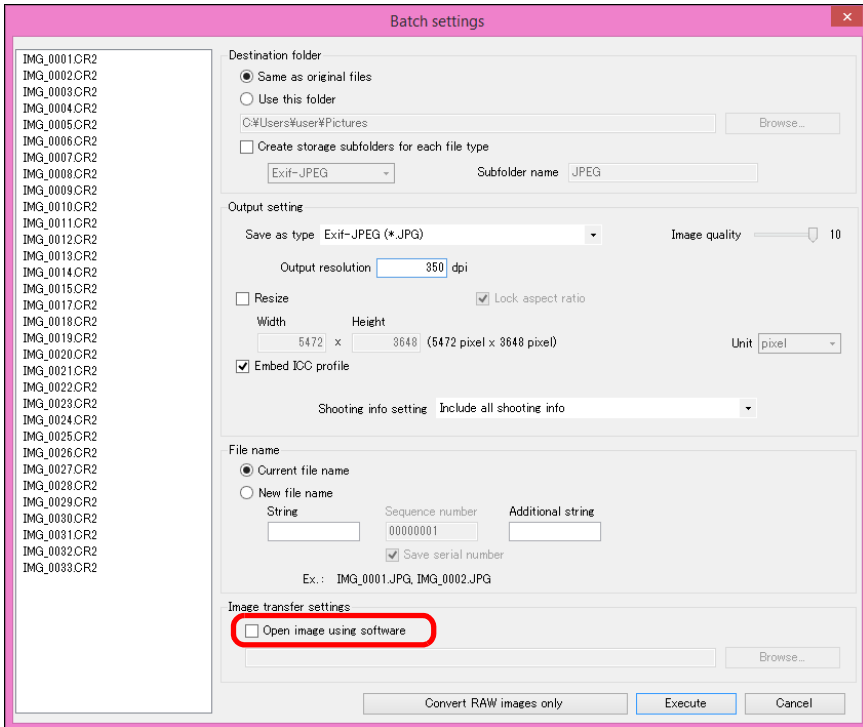 Batch settings
IMG_0001.CR2
IMG_0002.CR2
IMG_0003.CR2
IMG_0004.CR2
IMG_0005.CR2
IMG_0006.CR2
IMG_0007.CR2
IMG_0008.CR2
IMG_0009.CR2
IMG_0010.CR2
IMG_0011.CR2
IMG_0012.CR2
IMG_0013.CR2
IMG_0014.CR2
IMG_0015.CR2
IMG_0017.CR2
IMG_0018.CR2
IMG_0019.CR2
IMG_0020.CR2
IMG_0021.CR2
IMG_0022.CR2
IMG_0023.CR2
IMG_0024.CR2
IMG_0025.CR2
IMG_0026.CR2
IMG_0027.CR2
IMG_0028.CR2
IMG_0029.CR2
IMG_0030.CR2
IMG_0031.CR2
IMG_0032.CR2
IMG_0033.CR2
Destination folder
Same as original files
Use this folder
C:¥Users¥user¥Pictures Browse...
Create storage subfolders for each file type
Exif-JPEG Subfolder name JPEG
Output setting
Save as type Exif-JPEG (*.JPG) Image quality 10
Output resolution 350 dpi
Resize Lock aspect ratio
Width Height
5472 x 3648 (5472 pixel x 3648 pixel) Unit pixel
Embed ICC profile
Shooting info setting Include all shooting info
File name
Current file name
New file name
String Sequence number Additional string
00000001
Save serial number
Ex. : IMG_0001.JPG, IMG_0002.JPG
Image transfer settings
Open image using software
Browse...
Convert RAW images only Execute Cancel